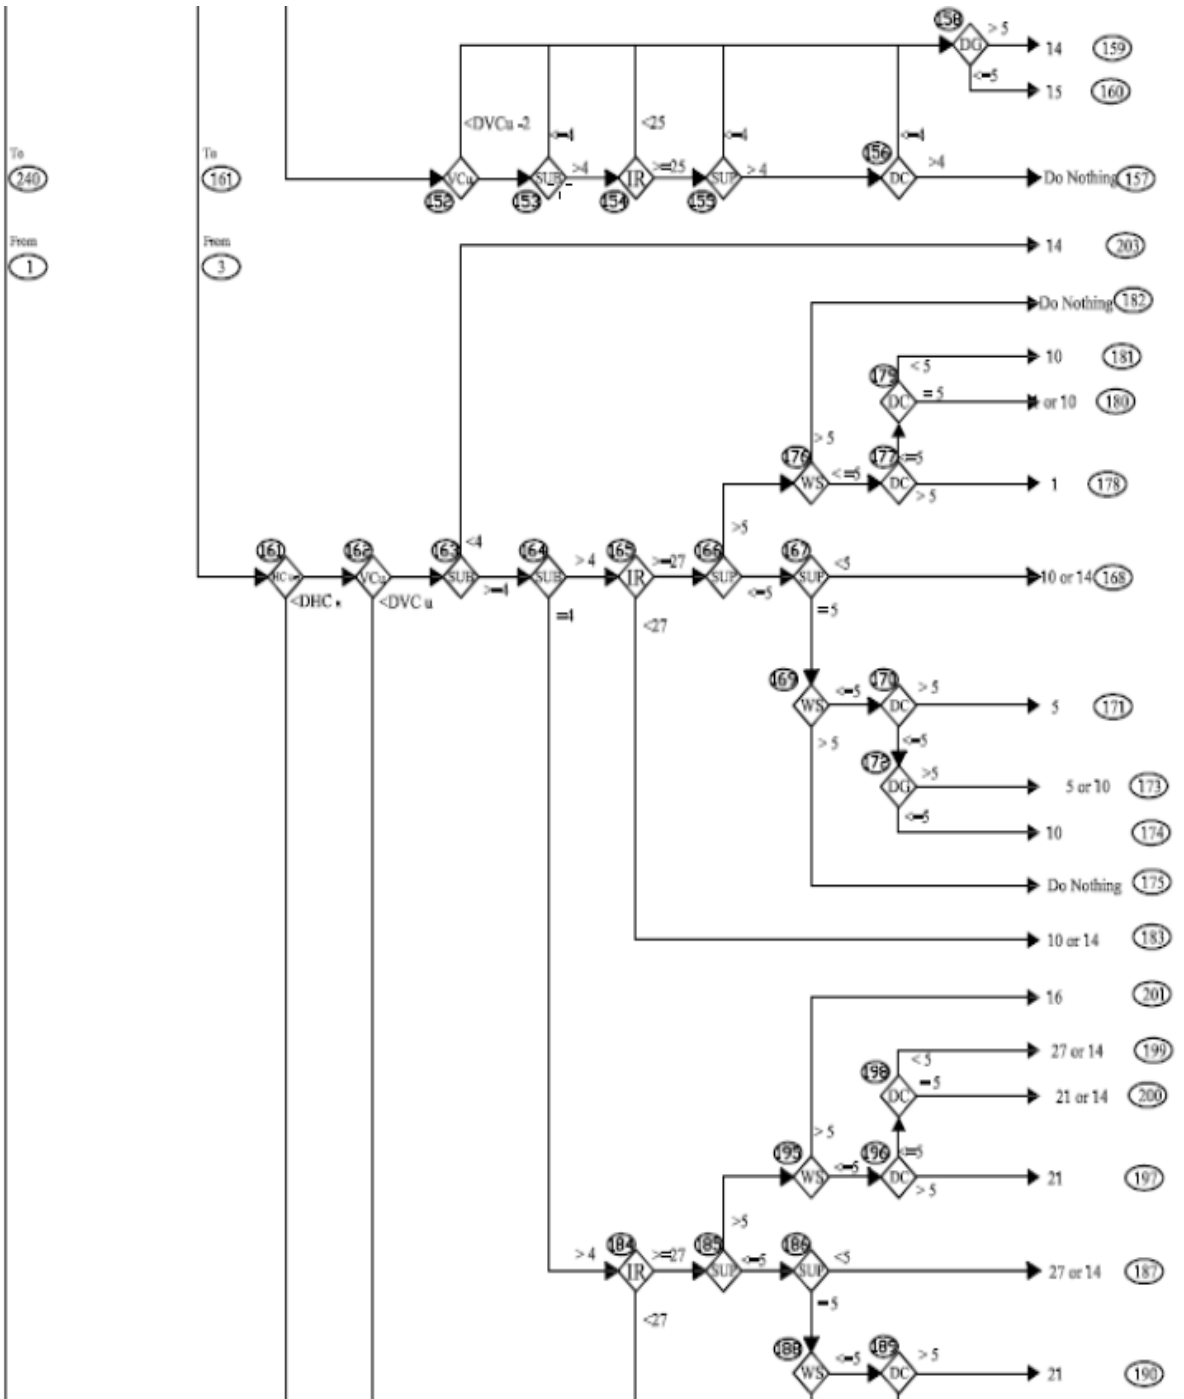 158
> 5
DG
14
159
<=5
15
160
<DVCu -2
<=4
<25
<=4
<=4
To
240
To
161
VCu
>4
>=25
> 4
156
>4
SUB
IR
SUP
DC
Do Nothing
157
152
153
154
155
From
1
From
3
14
203
Do Nothing
182
10
181
< 5
179
= 5
DC
or 10
180
> 5
176
177
<=5
WS
<=5
DC
1
178
> 5
>5
<4
161
162
163
164
> 4
165
>=27
166
167
<5
VCu
SUB
SUB
IR
SUP
SUP
10 or 14
168
<DHC
<DVC u
>=4
<=5
=4
<27
=5
169
<=5
170
> 5
WS
DC
5
171
> 5
<=5
172
>5
DG
5 or 10
173
<=5
10
174
Do Nothing
175
10 or 14
183
16
201
27 or 14
199
< 5
198
=5
DC
21 or 14
200
> 5
195
196
<=5
WS
<=5
DC
21
197
> 5
>5
> 4
184
>=27
185
<=5
186
<5
IR
SUP
SUP
27 or 14
187
=5
<27
188
<=5
189
> 5
WS
DC
21
190